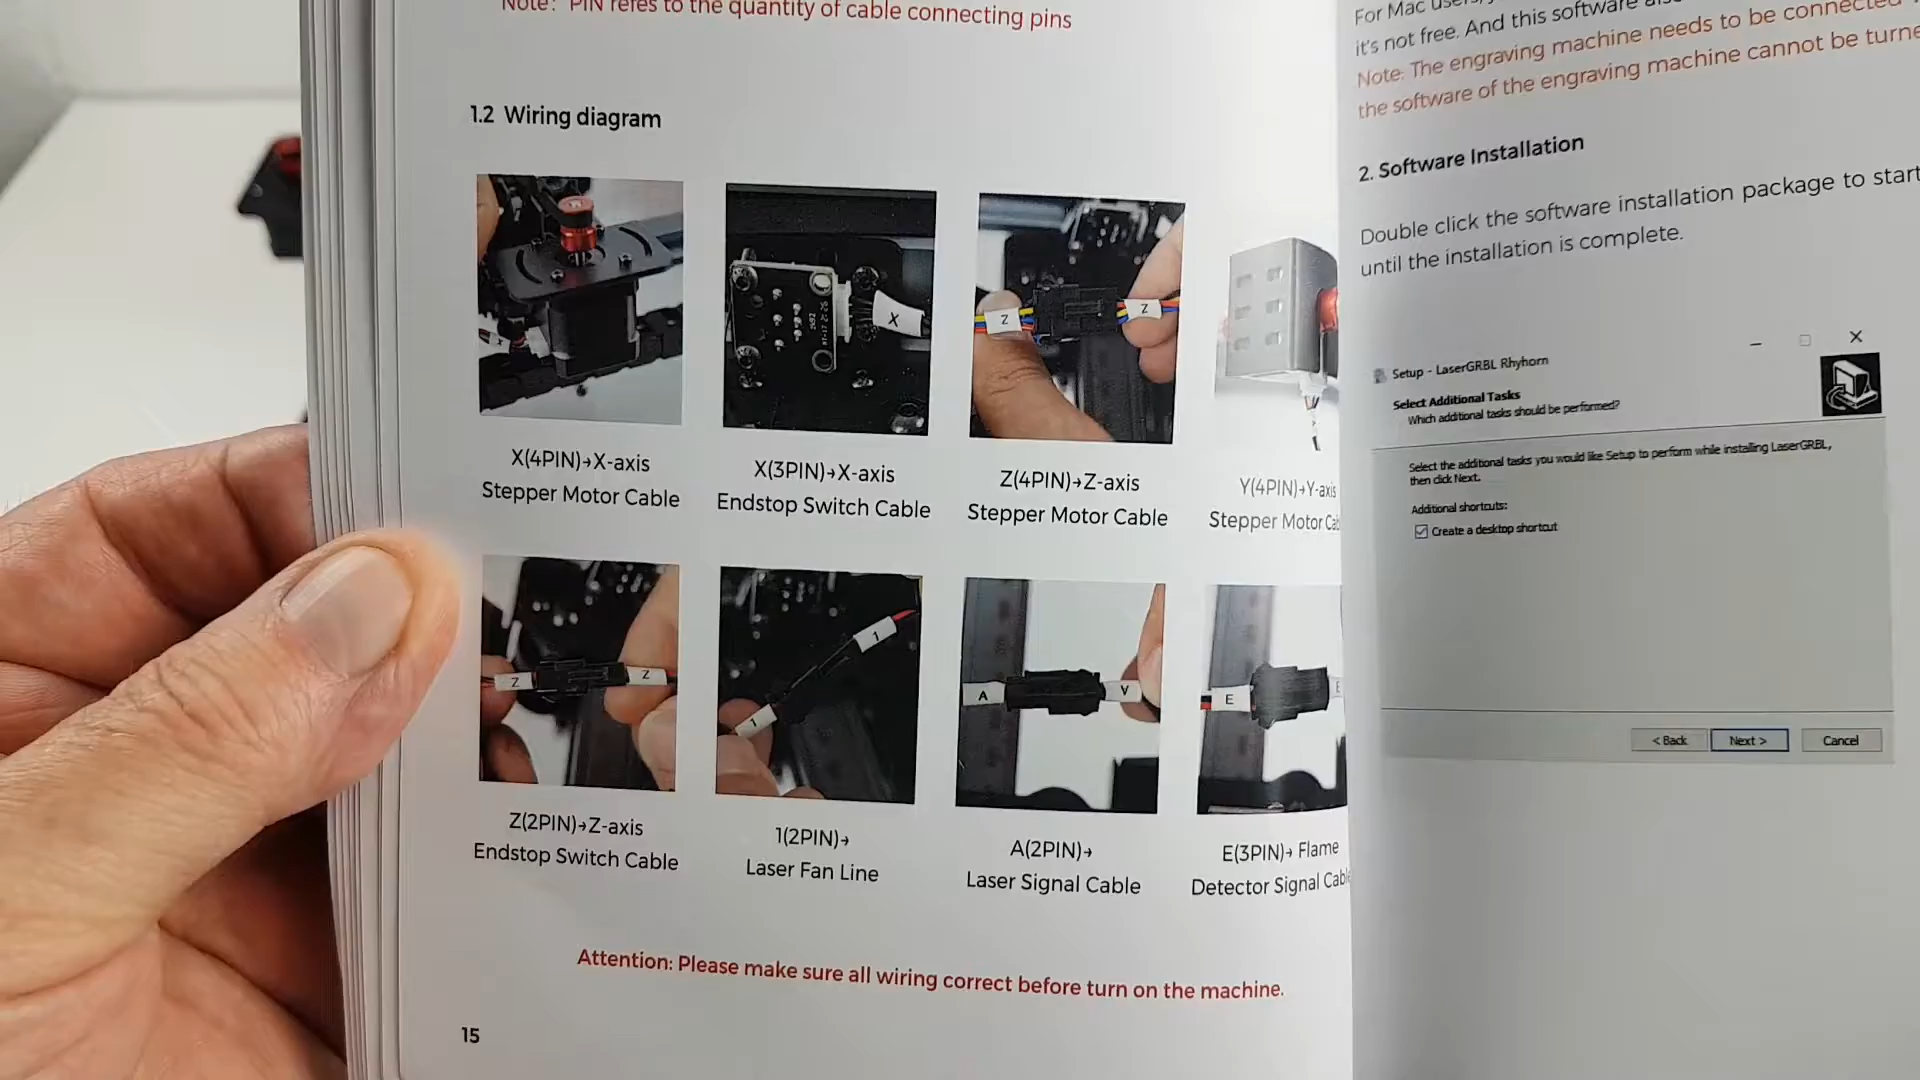 Note: PIN refes to the quantity of cable connecting pins
1.2 Wiring diagram
X
X
Z
Z
X(4PIN)→X-axis
Stepper Motor Cable
X(3PIN)→X-axis
Endstop Switch Cable
Z(4PIN)→Z-axis
Stepper Motor Cable
Y(4PIN)→Y-axis
Stepper Motor
Z
Z
1
1
A
V
E
Z(2PIN)→Z-axis
Endstop Switch Cable
1(2PIN)→
Laser Fan Line
A(2PIN)→
Laser Signal Cable
E(3PIN)→ Flame
Detector Signal
Attention: Please make sure all wiring correct before turn on the machine.
15
For Mac users,
it's not free. And this software
Note: The engraving machine needs to be connected
the software of the engraving machine cannot be
2. Software Installation
Double click the software installation package to start
until the installation is complete.
Setup - LaserGRBL Rhyhorn
Select Additional Tasks
Which additional tasks should be performed?
Select the additional tasks you would like Setup to perform while installing LaserGRBL,
then click Next.
Additional shortcuts:
Create a desktop shortcut
< Back
Next >
Cancel